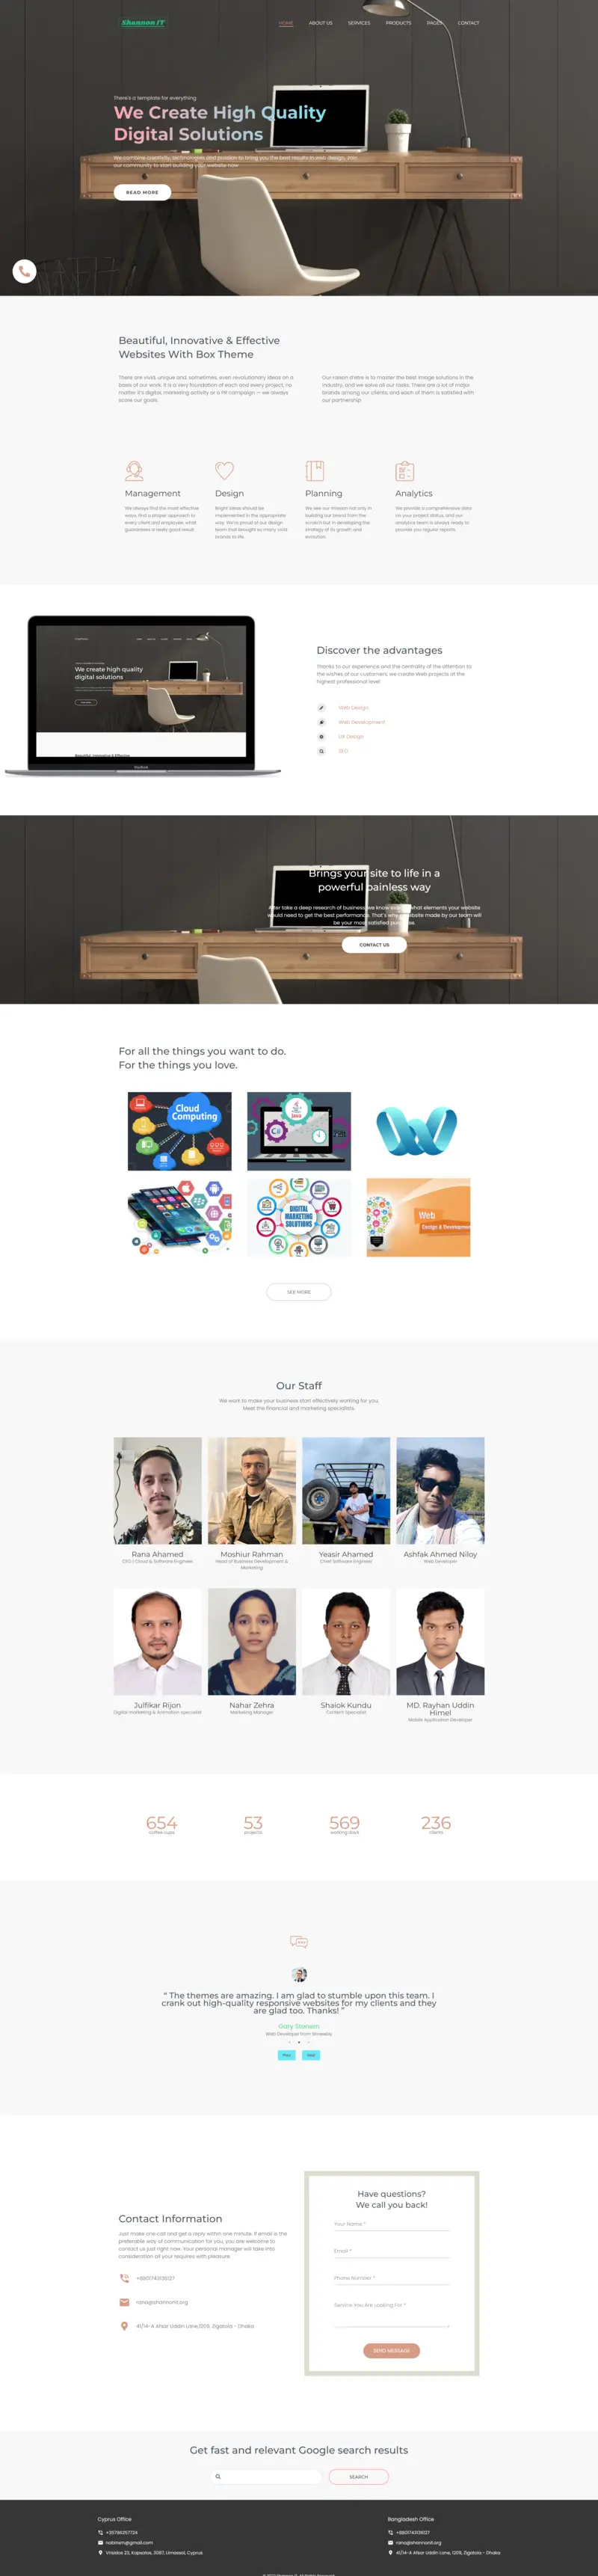 Shannon IT
HOME ABOUT US SERVICES PRODUCTS PAGES CONTACT
There's a template for everything
We Create High Quality
Digital Solutions
We combine creativity, technologies and passion to bring you the best results in web design. Join
our community to start building your website now.
READ MORE
Beautiful, Innovative & Effective
Websites With Box Theme
There are vivid, unique and, sometimes, even revolutionary ideas on a
basis of our work. It is a very foundation of each and every project, no
matter it's digital, marketing activity or a PR campaign — we always
score our goals.
Our raison d'etre is to master the best image solutions in the
industry, and we solve all our tasks. There are a lot of major
brands among our clients, and each of them is satisfied with
our partnership.
Management
We always find the most effective
ways, find a proper approach to
every client and employee, what
guarantees a really good result.
Design
Bright ideas should be
implemented in the appropriate
way. We're proud of our design
team that brought so many vivid
brands to life.
Planning
We see our mission not only in
building our brand from the
scratch but in developing the
strategy of its growth and
evolution.
Analytics
We provide a comprehensive data
on your project status, and our
analytics team is always ready to
provide you regular reports.
We create high quality
digital solutions
Beautiful, Innovative & Effective
MacBook
Discover the advantages
Thanks to our experience and the centrality of the attention to
the wishes of our customers, we create Web projects at the
highest professional level
Web Design
Web Development
UX Design
SEO
Brings your site to life in a
powerful painless way
After take a deep research of business we know exactly what elements your website
would need to get the best performance. That's why a website made by our team will
be your most satisfied purchase.
CONTACT US
For all the things you want to do.
For the things you love.
Cloud
Computing
Java
C#
.net
DIGITAL
MARKETING
SOLUTIONS
Web
Design & Development
SEE MORE
Our Staff
We work to make your business start effectively working for you.
Meet the financial and marketing specialists.
Rana Ahamed
CEO | Cloud & Software Engineer
Moshiur Rahman
Head of Business Development &
Marketing
Yeasir Ahamed
Chief Software Engineer
Ashfak Ahmed Niloy
Web Developer
Julfikar Rijon
Digital marketing & Animation specialist
Nahar Zehra
Marketing Manager
Shaiok Kundu
Content Specialist
MD. Rayhan Uddin
Himel
Mobile Application Developer
654
coffee cups
53
projects
569
working days
236
clients
“ The themes are amazing. I am glad to stumble upon this team. I
crank out high-quality responsive websites for my clients and they
are glad too. Thanks! ”
Gary Stonem
Web Developer from
Prev Next
Contact Information
Just make one call and get a reply within one minute. If email is the
preferable way of communication for you, you are welcome to
contact us just right now. Your personal manager will take into
consideration all your requires with pleasure.
+8801743136127
rana@shannonit.org
41/14-A Afsar Uddin Lane,1209, Zigatola - Dhaka
Have questions?
We call you back!
Your Name *
Email *
Phone Number *
Service You Are Looking For *
SEND MESSAGE
Get fast and relevant Google search results
SEARCH
Cyprus Office
+35796357724
nobinsm@gmail.com
Vrisidos 23, Kapsalos, 3087, Limassol, Cyprus
Bangladesh Office
+8801743136127
rana@shannonit.org
41/14-A Afsar Uddin Lane, 1209, Zigatola - Dhaka